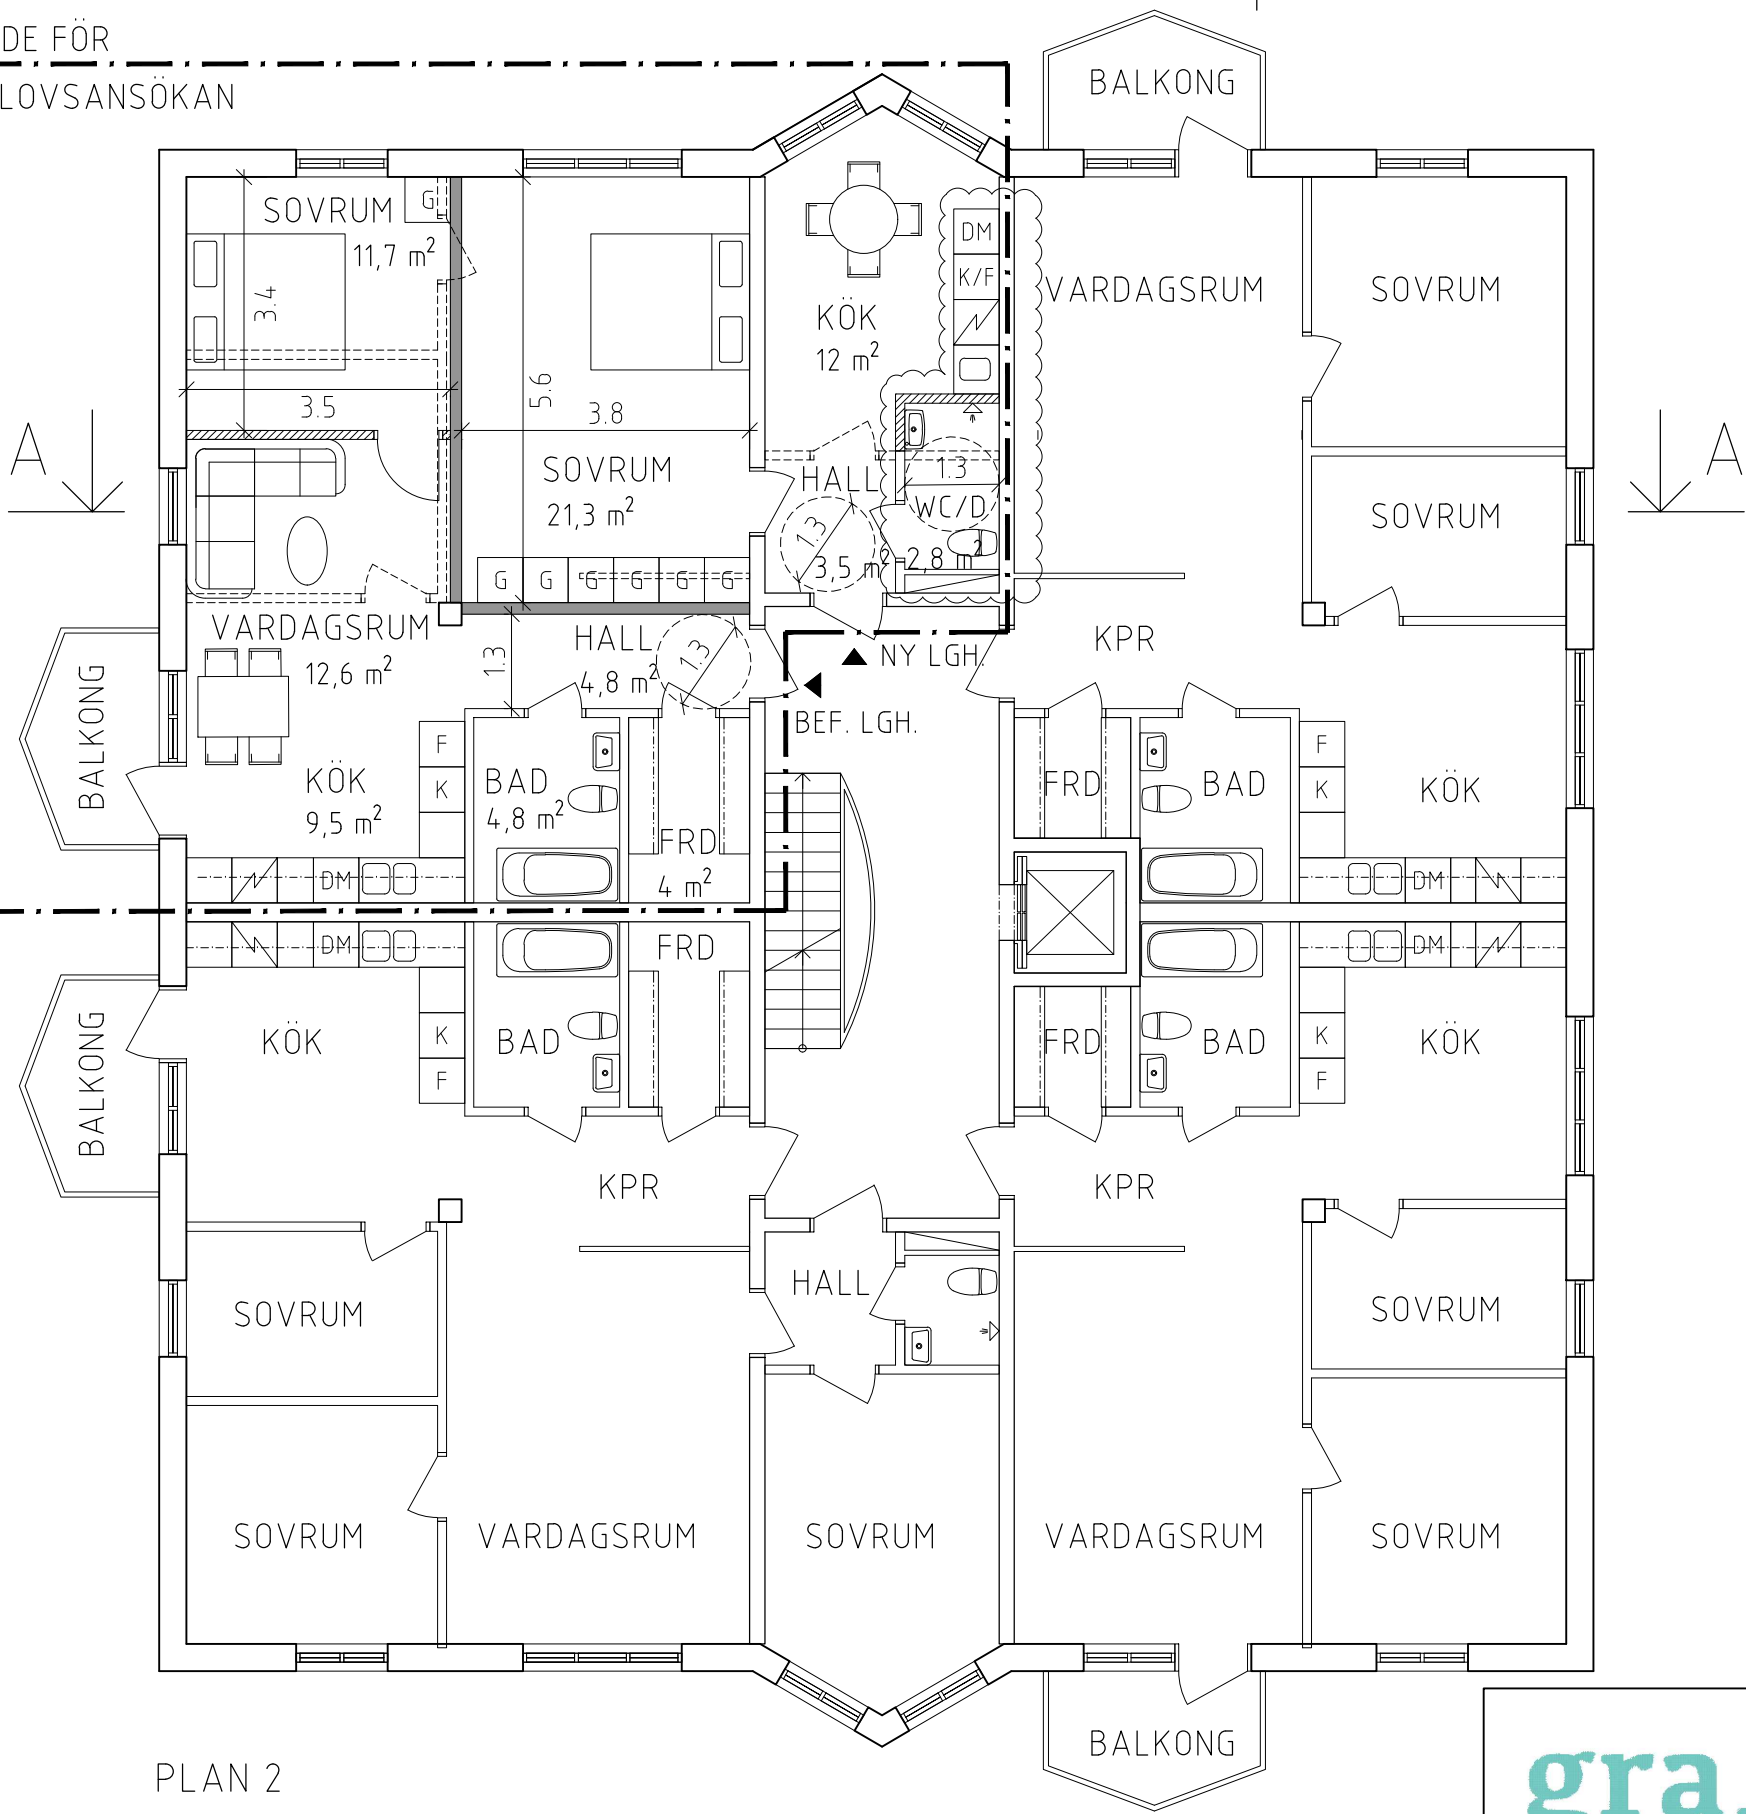 DE FÖR
LOVSANSÖKAN
BALKONG
SOVRUM
G
11,7 m²
3.4
3.5
5.6
3.8
SOVRUM
21,3 m²
G
G
G
G
G
G
KÖK
12 m²
DM
K/F
HALL
1.3
3,5 m²
1.3
WC/D
2,8 m²
VARDAGSRUM
SOVRUM
SOVRUM
A
A
VARDAGSRUM
12,6 m²
1.3
HALL
4,8 m²
1.3
NY LGH.
BEF. LGH.
KPR
BALKONG
KÖK
9,5 m²
F
K
DM
BAD
4,8 m²
FRD
4 m²
FRD
BAD
F
K
KÖK
DM
BALKONG
DM
KÖK
K
F
BAD
FRD
FRD
BAD
K
F
DM
KÖK
KPR
KPR
SOVRUM
HALL
SOVRUM
SOVRUM
VARDAGSRUM
SOVRUM
VARDAGSRUM
SOVRUM
BALKONG
PLAN 2
gra.